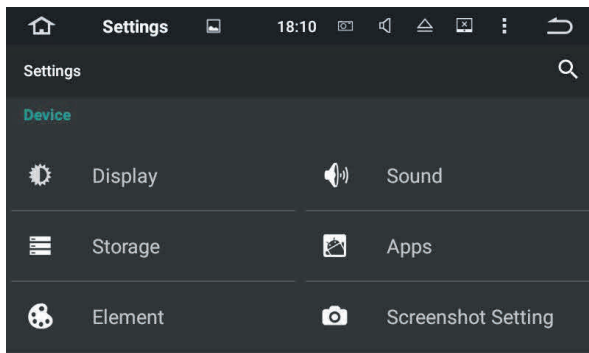 Settings 18:10
Settings
Device
Display Sound
Storage Apps
Element Screenshot Setting